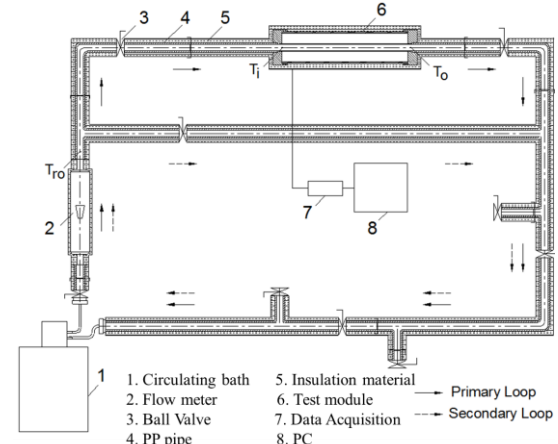 3 4 5 6
Ti To
Tro
2
7
8
1
1. Circulating bath 5. Insulation material
2. Flow meter 6. Test module
3. Ball Valve 7. Data Acquisition
4. PP pipe 8. PC
Primary Loop
Secondary Loop